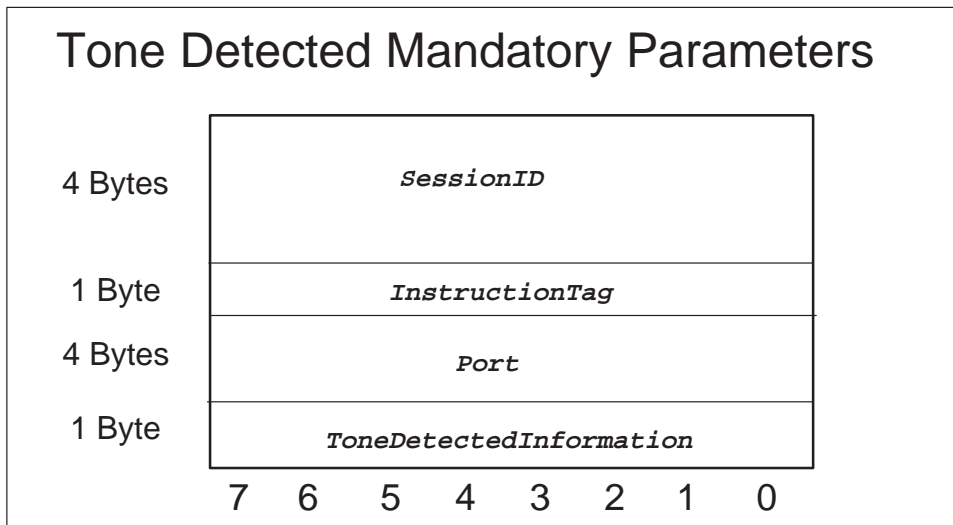 Tone Detected Mandatory Parameters
4 Bytes SessionID
1 Byte InstructionTag
4 Bytes Port
1 Byte ToneDetectedInformation
7 6 5 4 3 2 1 0